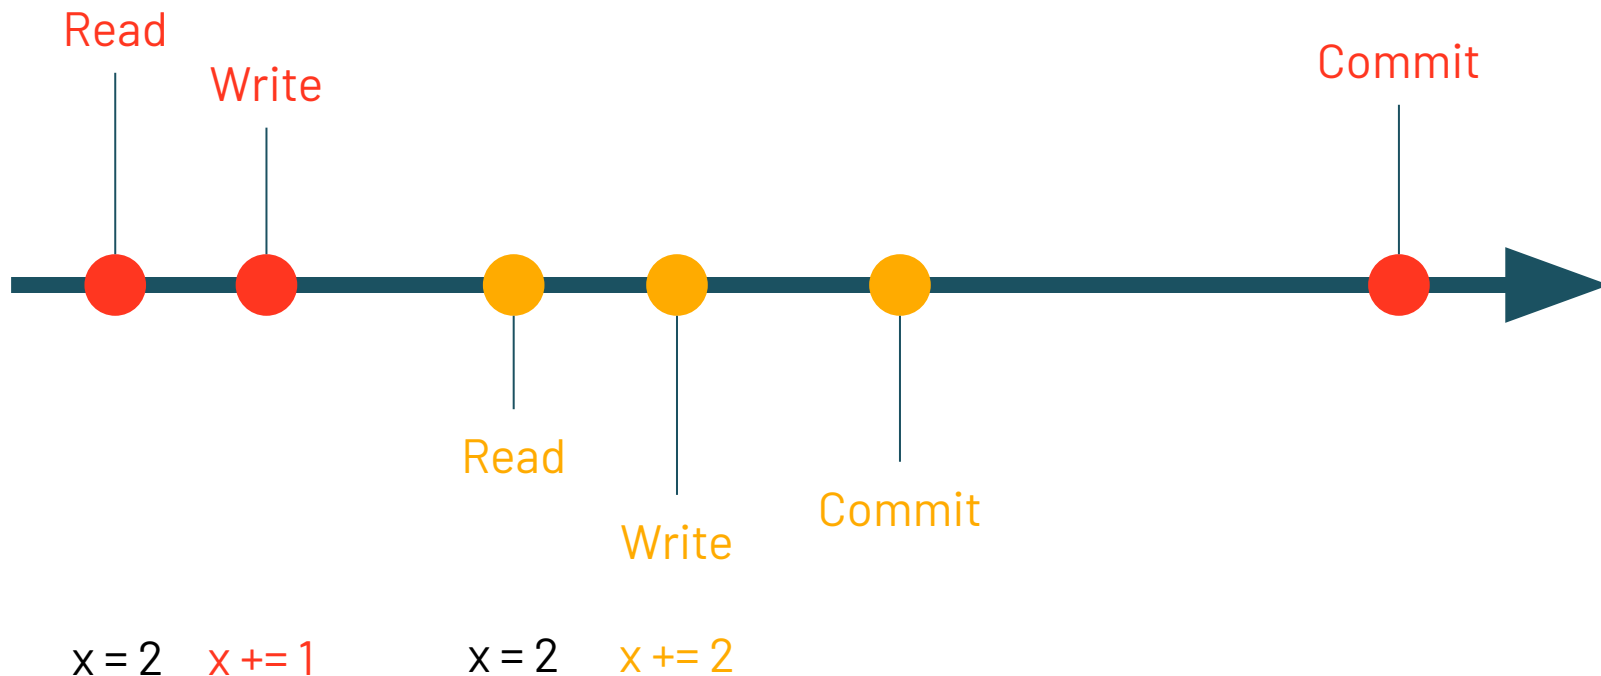 Read
Write
Commit
Read
Write
Commit
x = 2
x += 1
x = 2
x += 2